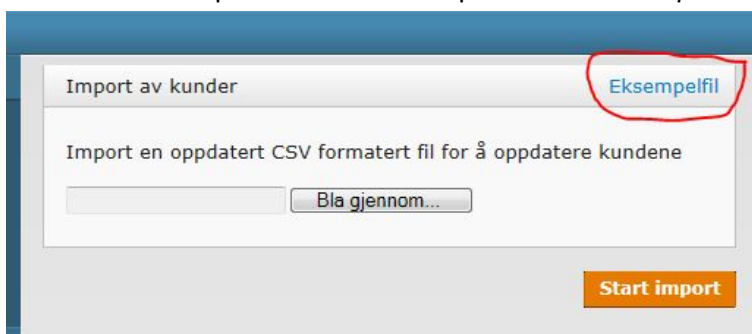 Import av kunder
Eksempelfil
Import en oppdatert CSV formatert fil for å oppdatere kundene
Bla gjennom...
Start import